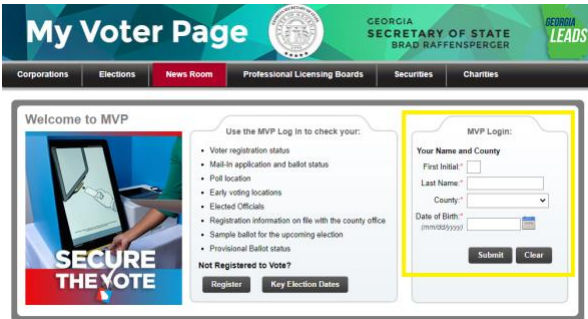 My Voter Page
GEORGIA
SECRETARY OF STATE
BRAD RAFFENSPERGER
GEORGIA
LEADS
Corporations Elections News Room Professional Licensing Boards Securities Charities
Welcome to MVP
SECURE
THE VOTE
Use the MVP Log in to check your:
• Voter registration status
• Mail-In application and ballot status
• Poll location
• Early voting locations
• Elected Officials
• Registration information on file with the county office
• Sample ballot for the upcoming election
• Provisional Ballot status
Not Registered to Vote?
Register Key Election Dates
MVP Login:
Your Name and County
First Initial:*
Last Name:*
County:*
Date of Birth:*
(mm/dd/yyyy)
Submit Clear